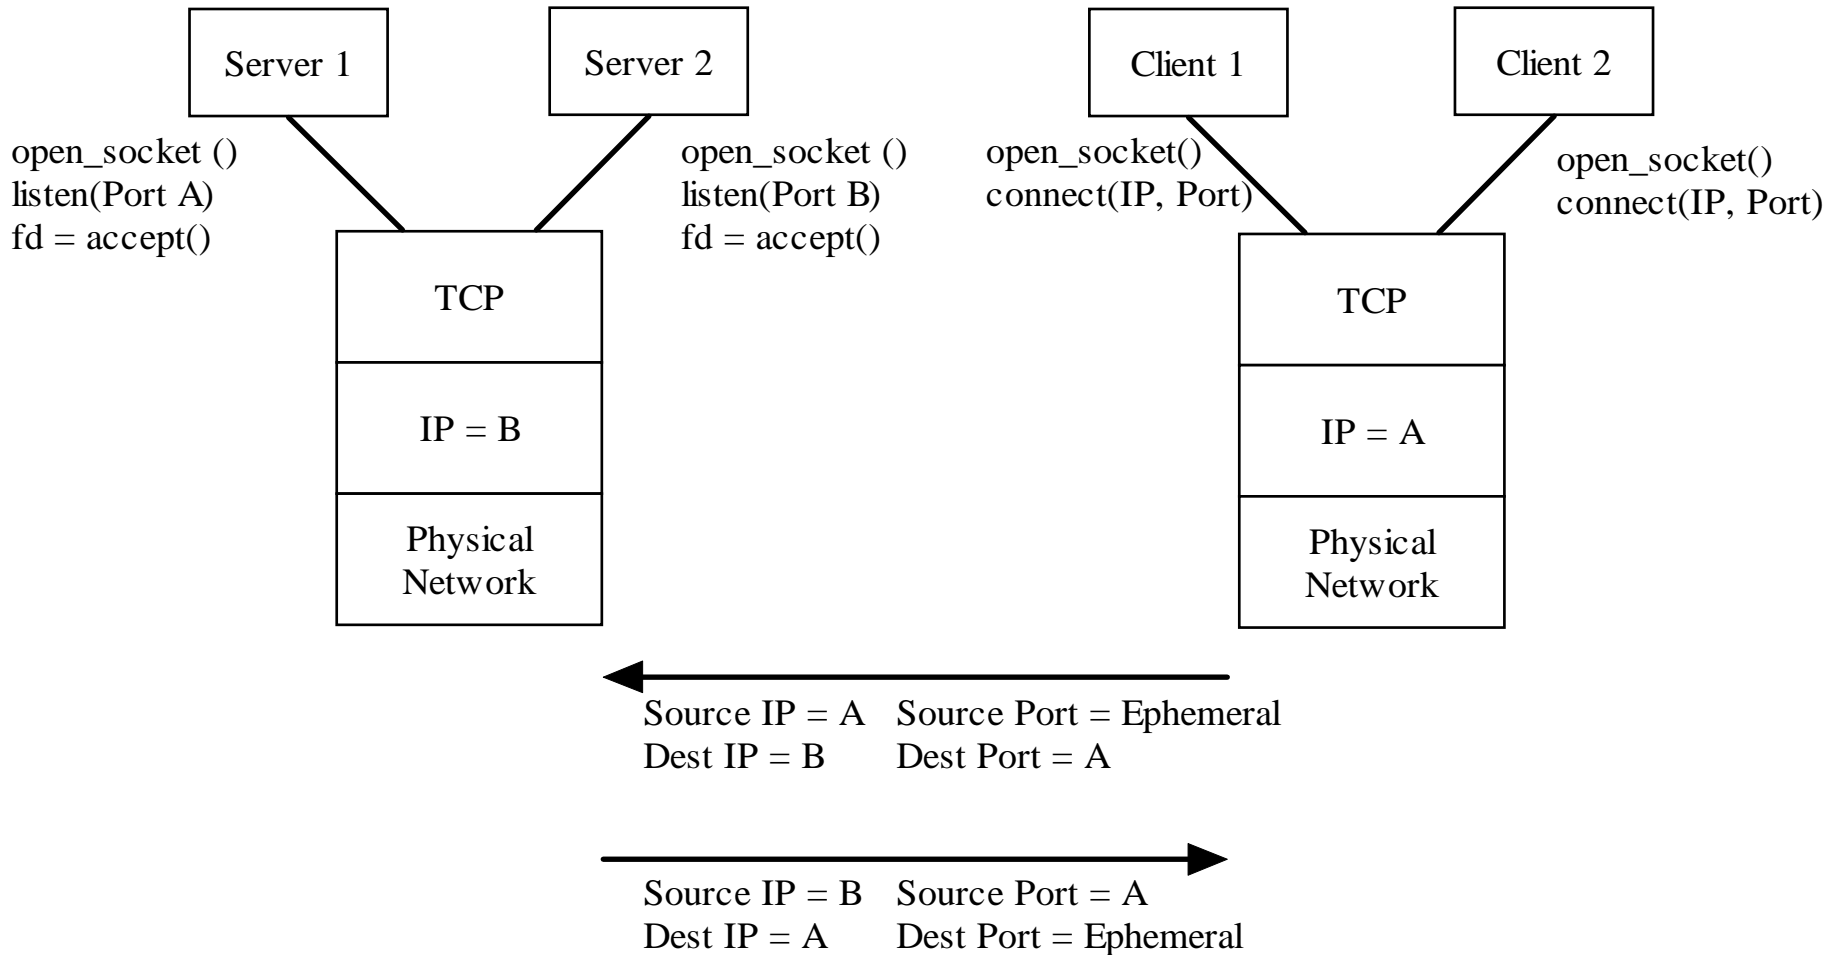 Server 1
Server 2
Client 1
Client 2
open_socket ()
listen(Port A)
fd = accept()
open_socket ()
listen(Port B)
fd = accept()
open_socket()
connect(IP, Port)
open_socket()
connect(IP, Port)
TCP
IP = B
Physical
Network
TCP
IP = A
Physical
Network
Source IP = A Source Port = Ephemeral
Dest IP = B Dest Port = A
Source IP = B Source Port = A
Dest IP = A Dest Port = Ephemeral